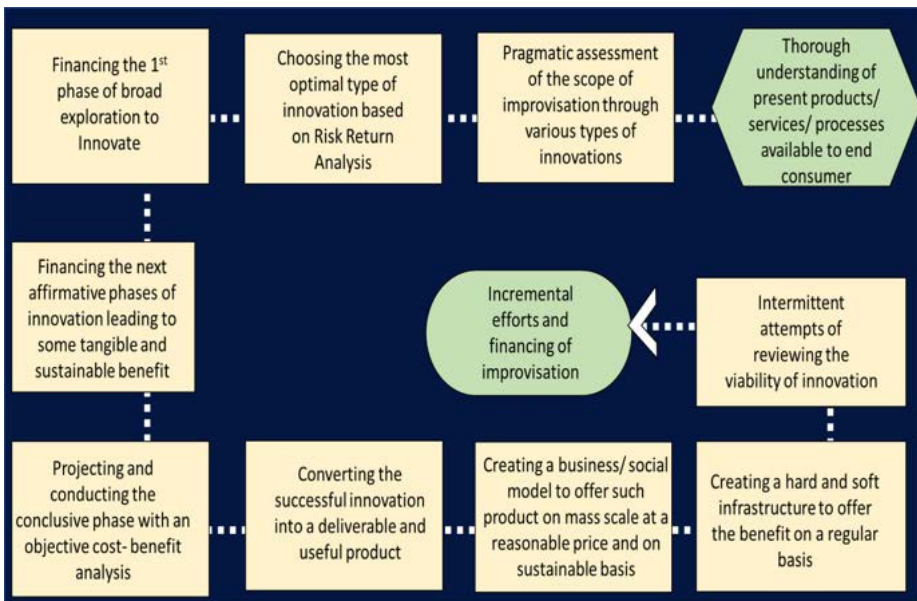 Financing the 1st
phase of broad
exploration to
Innovate
Choosing the most
optimal type of
innovation based
on Risk Return
Analysis
Pragmatic assessment
of the scope of
improvisation through
various types of
innovations
Thorough
understanding of
present products/
services/ processes
available to end
consumer
Financing the next
affirmative phases of
innovation leading to
some tangible and
sustainable benefit
Incremental
efforts and
financing of
improvisation
Intermittent
attempts of
reviewing the
viability of innovation
Projecting and
conducting the
conclusive phase with an
objective cost- benefit
analysis
Converting the
successful innovation
into a deliverable and
useful product
Creating a business/ social
model to offer such
product on mass scale at a
reasonable price and on
sustainable basis
Creating a hard and soft
infrastructure to offer
the benefit on a regular
basis